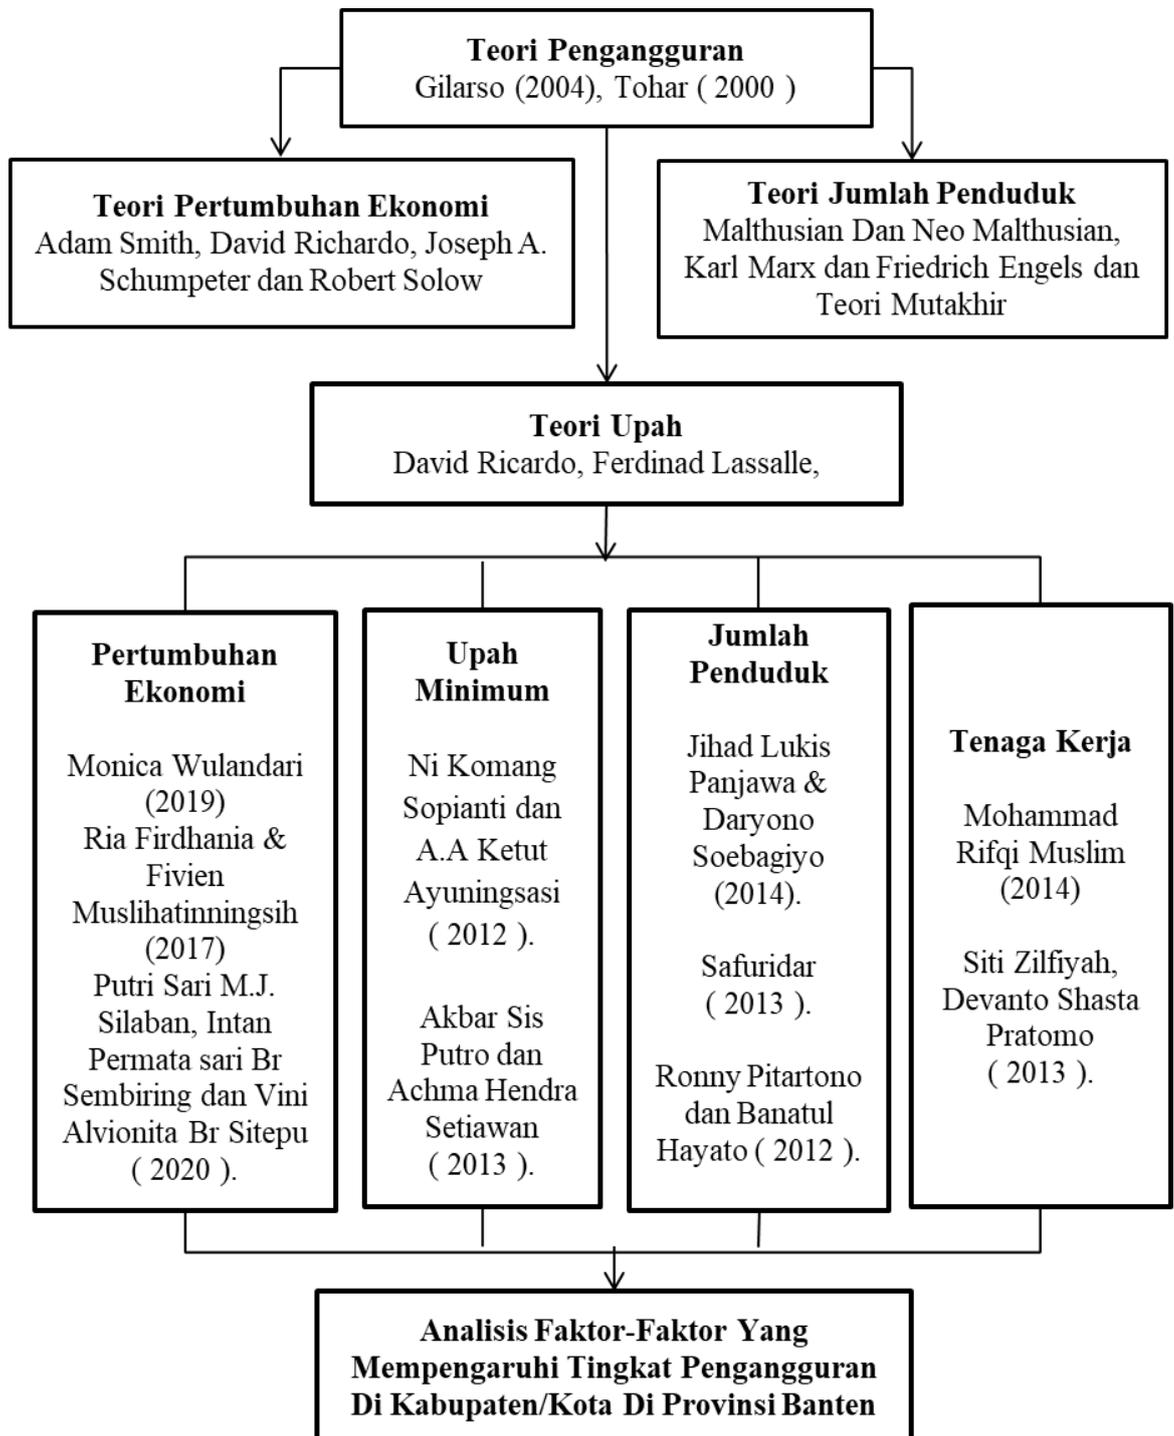 Teori Pengangguran
Gilarso (2004), Tohar ( 2000 )
Teori Pertumbuhan Ekonomi
Adam Smith, David Richardo, Joseph A.
Schumpeter dan Robert Solow
Teori Jumlah Penduduk
Malthusian Dan Neo Malthusian,
Karl Marx dan Friedrich Engels dan
Teori Mutakhir
Teori Upah
David Ricardo, Ferdinad Lassalle,
Pertumbuhan
Ekonomi
Monica Wulandari
(2019)
Ria Firdhania &
Fivien
Muslihatinningsih
(2017)
Putri Sari M.J.
Silaban, Intan
Permata sari Br
Sembiring dan Vini
Alvionita Br Sitepu
( 2020 ).
Upah
Minimum
Ni Komang
Sopianti dan
A.A Ketut
Ayuningsasi
( 2012 ).
Akbar Sis
Putro dan
Achma Hendra
Setiawan
( 2013 ).
Jumlah
Penduduk
Jihad Lukis
Panjawa &
Daryono
Soebagiyo
(2014).
Safuridar
( 2013 ).
Ronny Pitartono
dan Banatul
Hayato ( 2012 ).
Tenaga Kerja
Mohammad
Rifqi Muslim
(2014)
Siti Zilfiyah,
Devanto Shasta
Pratomo
( 2013 ).
Analisis Faktor-Faktor Yang
Mempengaruhi Tingkat Pengangguran
Di Kabupaten/Kota Di Provinsi Banten